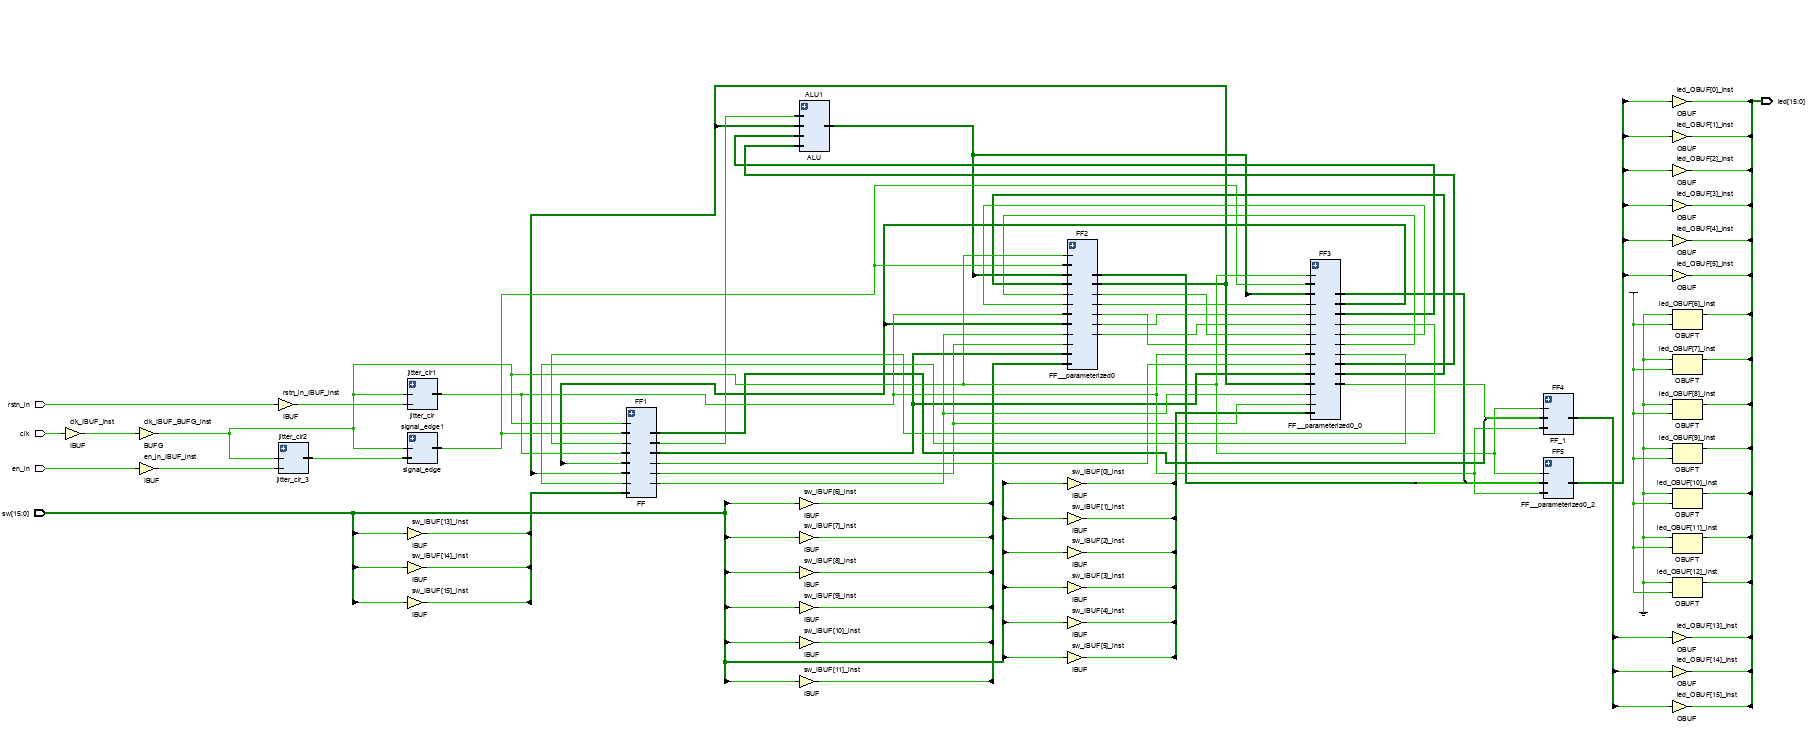 ALU1
ALU
FF2
FF__parameterized0
FF3
FF__parameterized0_0
jitter_clr1
jitter_clr
rstn_in
rstn_in_IBUF_inst
IBUF
clk
clk_IBUF_inst
IBUF
clk_IBUF_BUFG_inst
BUFG
signal_edge1
signal_edge
jitter_clr2
jitter_clr_3
en_in
en_in_IBUF_inst
IBUF
FF1
FF
FF4
FF_1
FF5
FF__parameterized0_2
sw[15:0]
sw_IBUF[13]_inst
IBUF
sw_IBUF[14]_inst
IBUF
sw_IBUF[15]_inst
IBUF
sw_IBUF[6]_inst
IBUF
sw_IBUF[7]_inst
IBUF
sw_IBUF[8]_inst
IBUF
sw_IBUF[9]_inst
IBUF
sw_IBUF[10]_inst
IBUF
sw_IBUF[11]_inst
IBUF
sw_IBUF[0]_inst
IBUF
sw_IBUF[1]_inst
IBUF
sw_IBUF[2]_inst
IBUF
sw_IBUF[3]_inst
IBUF
sw_IBUF[4]_inst
IBUF
sw_IBUF[5]_inst
IBUF
led_OBUF[0]_inst
OBUF
led_OBUF[1]_inst
OBUF
led_OBUF[2]_inst
OBUF
led_OBUF[3]_inst
OBUF
led_OBUF[4]_inst
OBUF
led_OBUF[5]_inst
OBUF
led_OBUF[6]_inst
OBUFT
led_OBUF[7]_inst
OBUFT
led_OBUF[8]_inst
OBUFT
led_OBUF[9]_inst
OBUFT
led_OBUF[10]_inst
OBUFT
led_OBUF[11]_inst
OBUFT
led_OBUF[12]_inst
OBUFT
led_OBUF[13]_inst
OBUF
led_OBUF[14]_inst
OBUF
led_OBUF[15]_inst
OBUF
led[15:0]